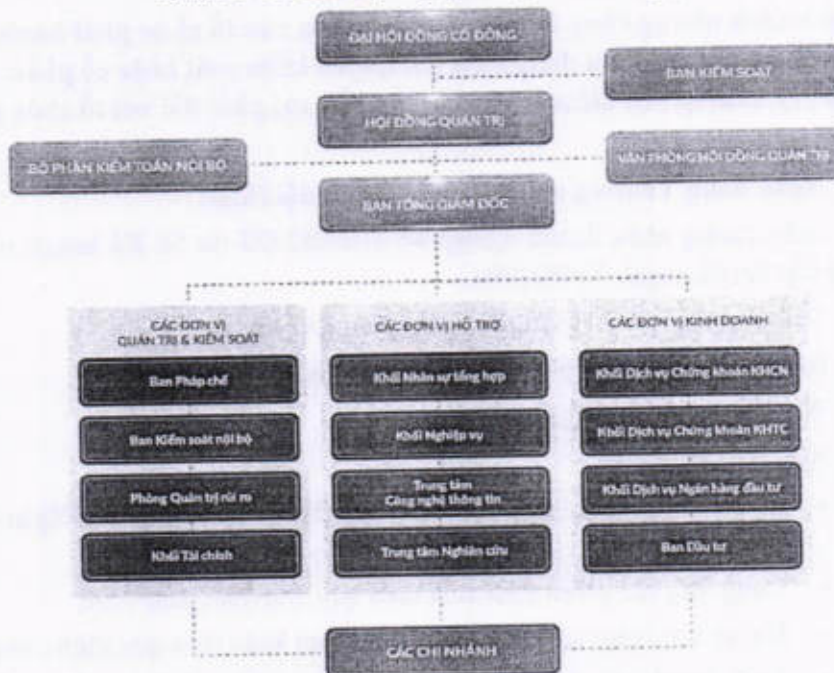 ĐẠI HỘI ĐỒNG CỔ ĐÔNG
BAN KIỂM SOÁT
HỘI ĐỒNG QUẢN TRỊ
BỘ PHẬN KIỂM TOÁN NỘI BỘ
VĂN PHÒNG HỘI ĐỒNG QUẢN TRỊ
BAN TỔNG GIÁM ĐỐC
CÁC ĐƠN VỊ
QUẢN TRỊ & KIỂM SOÁT
Ban Pháp chế
Ban Kiểm soát nội bộ
Phòng Quản trị rủi ro
Khối Tài chính
CÁC ĐƠN VỊ HỖ TRỢ
Khối Nhân sự tổng hợp
Khối Nghiệp vụ
Trung tâm
Công nghệ thông tin
Trung tâm Nghiên cứu
CÁC ĐƠN VỊ KINH DOANH
Khối Dịch vụ Chứng khoán KHCN
Khối Dịch vụ Chứng khoán KHTC
Khối Dịch vụ Ngân hàng đầu tư
Ban Đầu tư
CÁC CHI NHÁNH